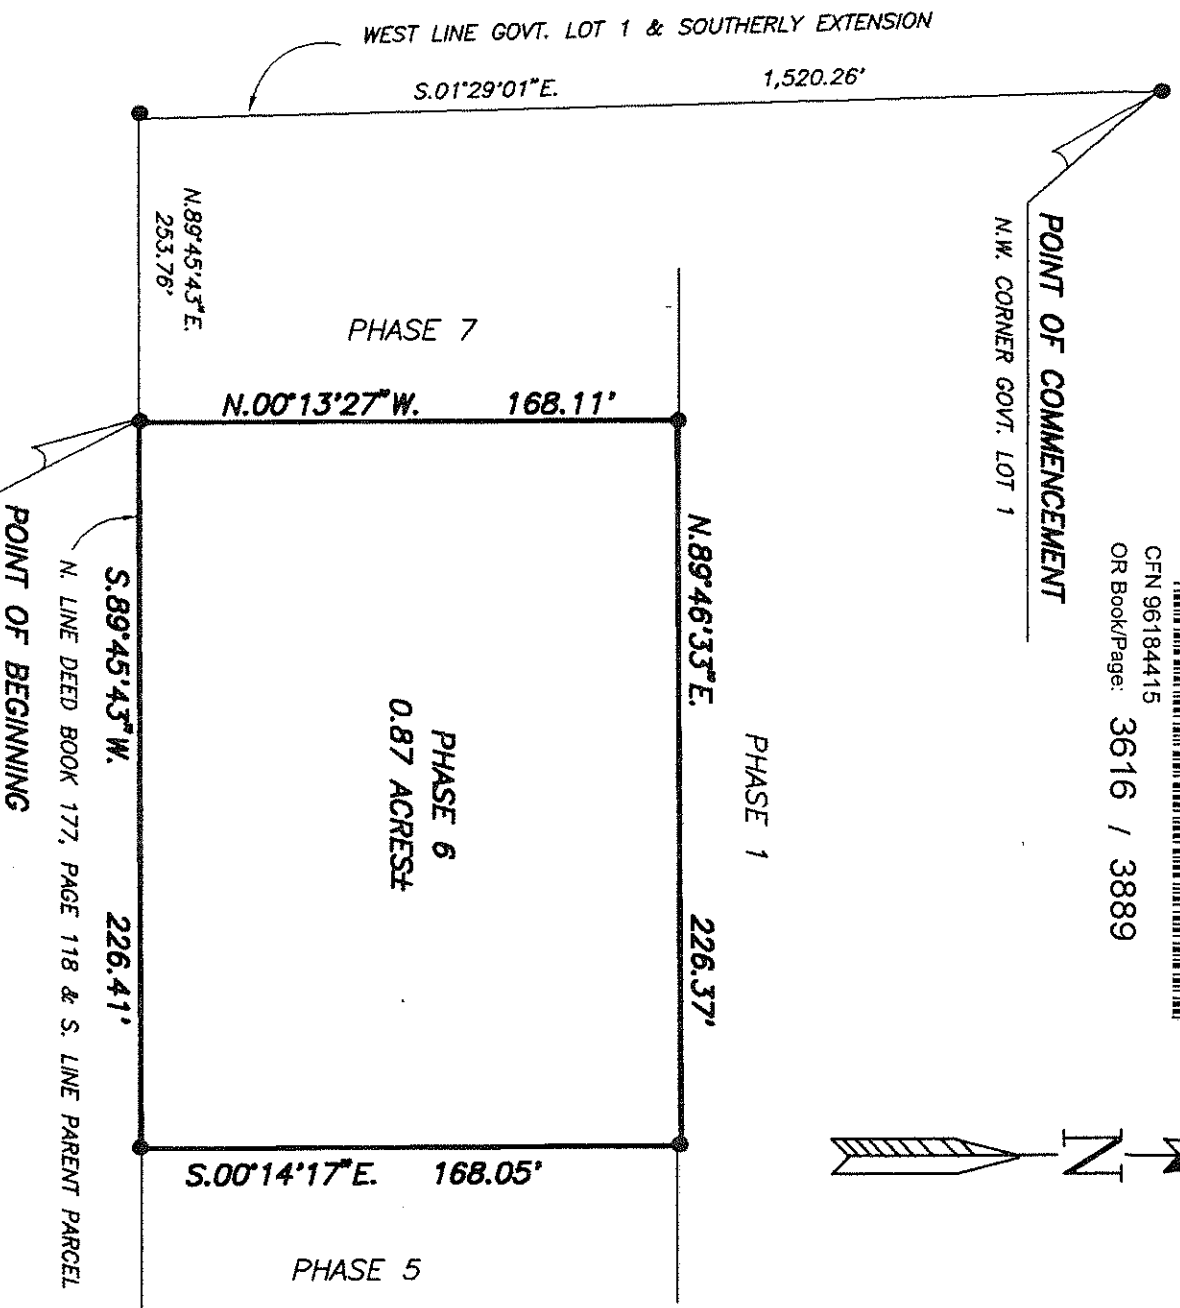 WEST LINE GOVT. LOT 1 & SOUTHERLY EXTENSION
S.01°29'01"E. 1,520.26'
POINT OF COMMENCEMENT
N.W. CORNER GOVT. LOT 1
CFN 96184415
OR Book/Page: 3616 / 3889
N
N.89°45'43"E.
253.76'
PHASE 7
N.00°13'27"W. 168.11'
N.89°46'33"E. 226.37'
PHASE 1
PHASE 6
0.87 ACRES±
S.89°45'43"W. 226.41'
N. LINE DEED BOOK 177, PAGE 118 & S. LINE PARENT PARCEL
POINT OF BEGINNING
S.00°14'17"E. 168.05'
PHASE 5